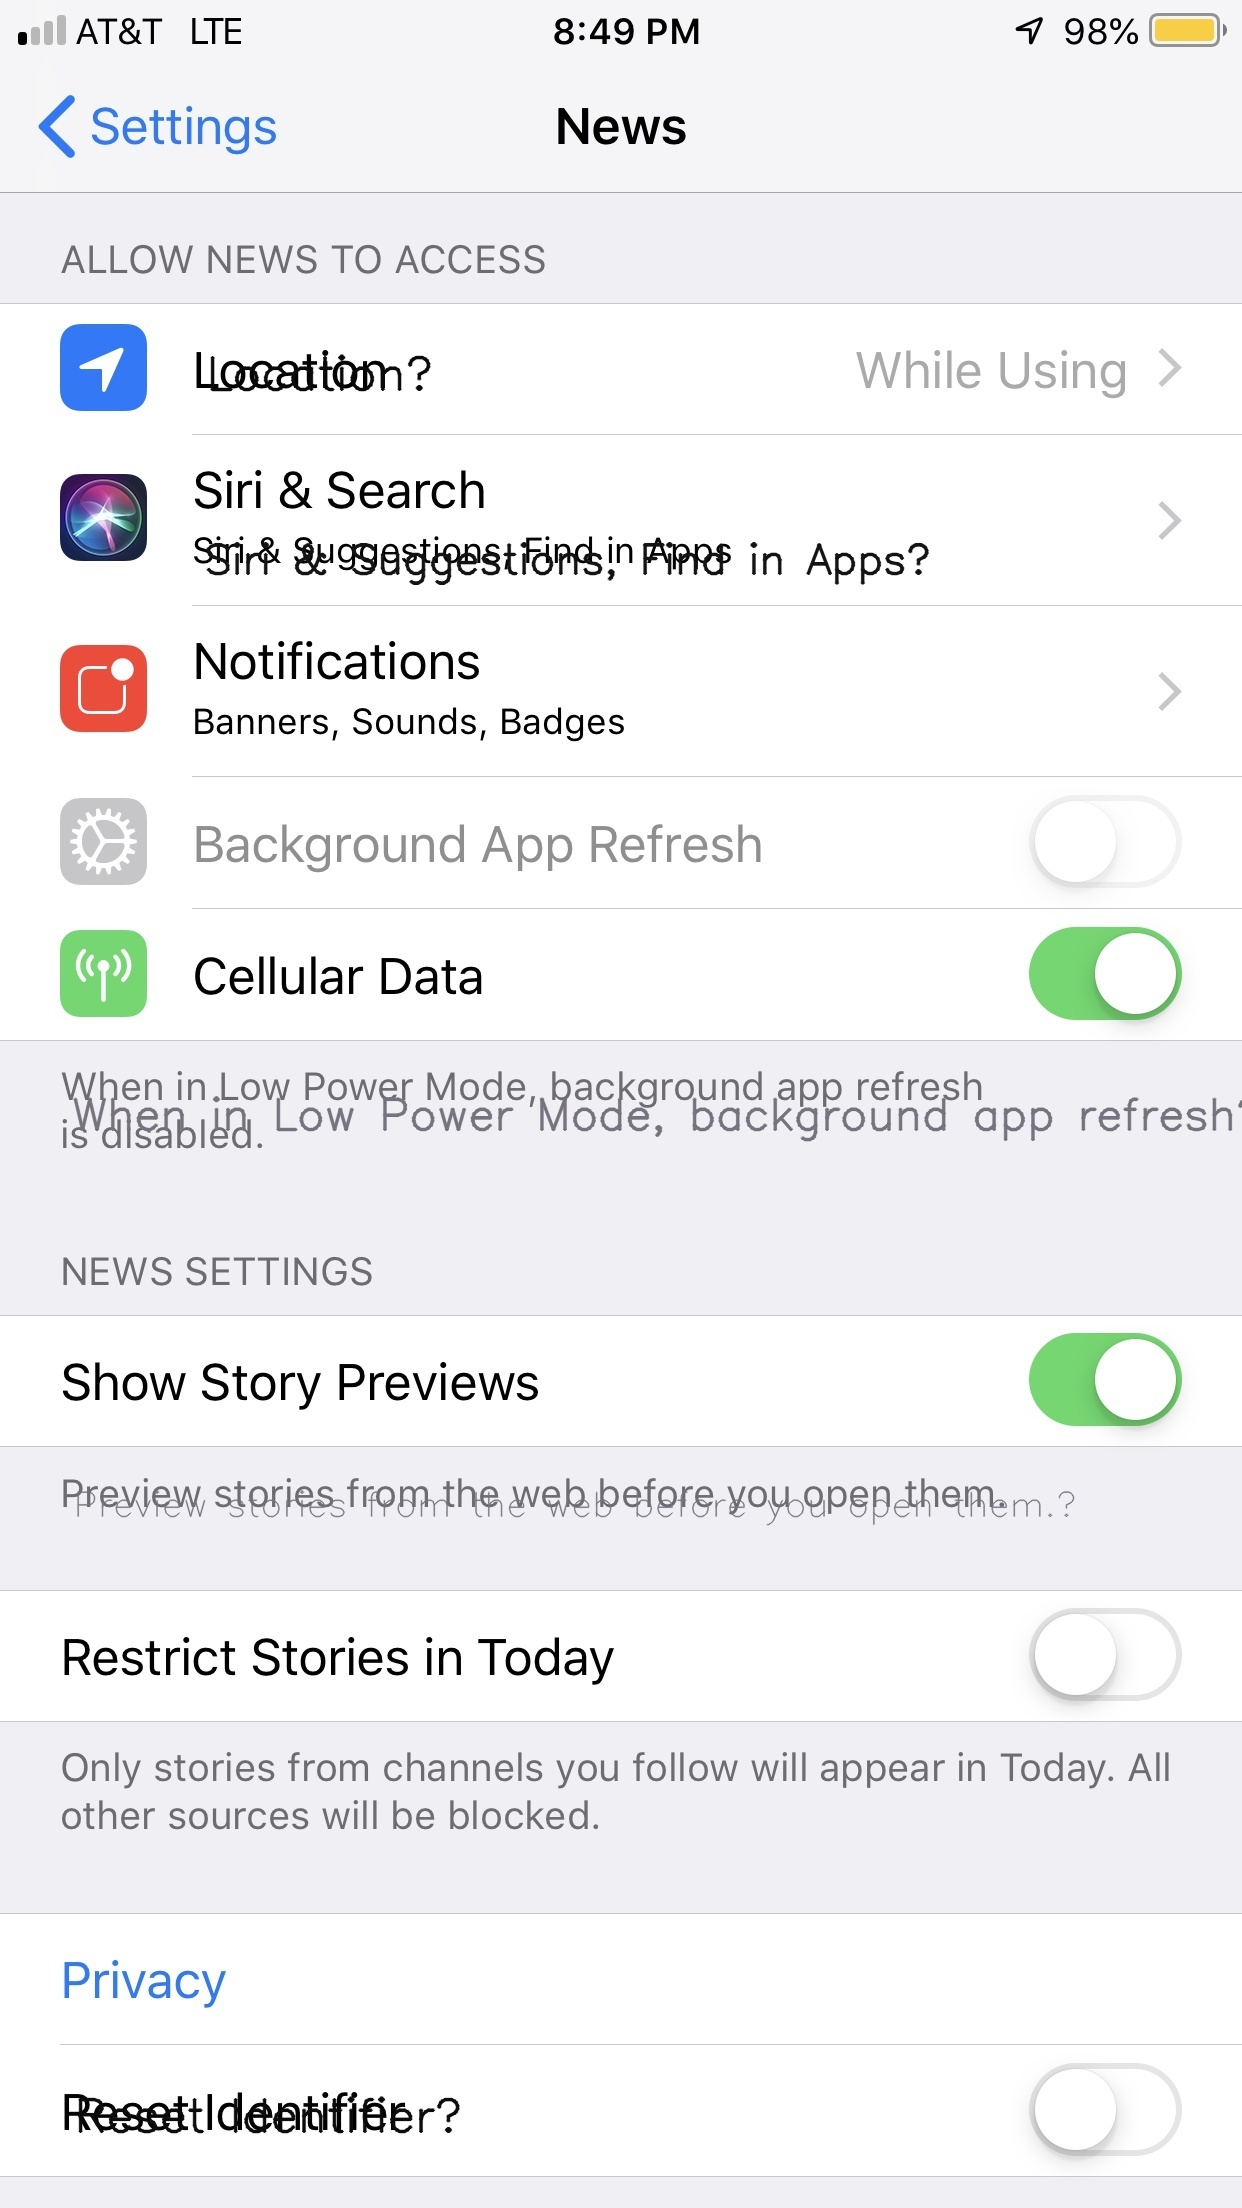 AT&T LTE 8:49 PM 98%
Settings News
ALLOW NEWS TO ACCESS
Location While Using
Location?
Siri & Search
Siri & Suggestions, Find in Apps
Siri & Suggestions, Find in Apps?
Notifications
Banners, Sounds, Badges
Background App Refresh
Cellular Data
When in Low Power Mode, background app refresh
When in Low Power Mode, background app refresh?
is disabled.
NEWS SETTINGS
Show Story Previews
Preview stories from the web before you open them.
Preview stories from the web before you open them.?
Restrict Stories in Today
Only stories from channels you follow will appear in Today. All
other sources will be blocked.
Privacy
Reset Identifier
Reset Identifier?